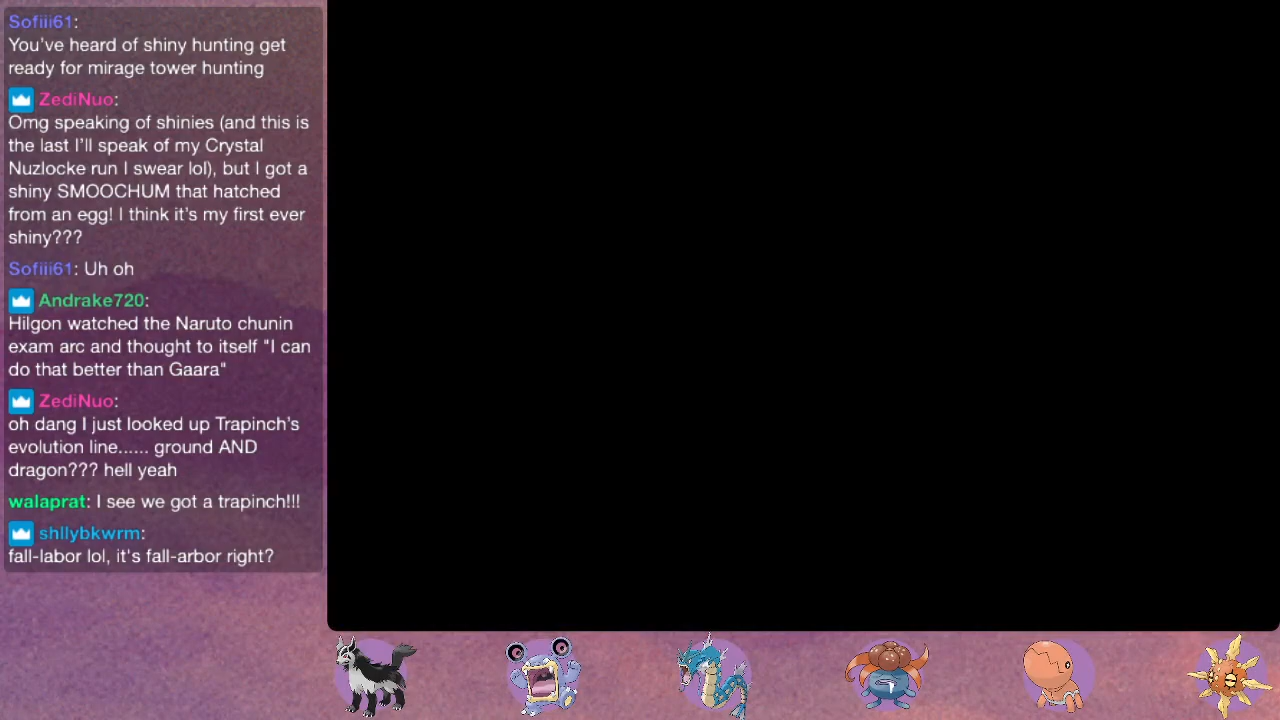 Sofiii61:
You've heard of shiny hunting get
ready for mirage tower hunting
ZediNuo:
Omg speaking of shinies (and this is
the last I'll speak of my Crystal
Nuzlocke run I swear lol), but I got a
shiny SMOOCHUM that hatched
from an egg! I think it's my first ever
shiny???
Sofiii61: Uh oh
Andrake720:
Hilgon watched the Naruto chunin
exam arc and thought to itself "I can
do that better than Gaara"
ZediNuo:
oh dang I just looked up Trapinch's
evolution line...... ground AND
dragon??? hell yeah
walaprat: I see we got a trapinch!!!
shllybkwrm:
fall-labor lol, it's fall-arbor right?